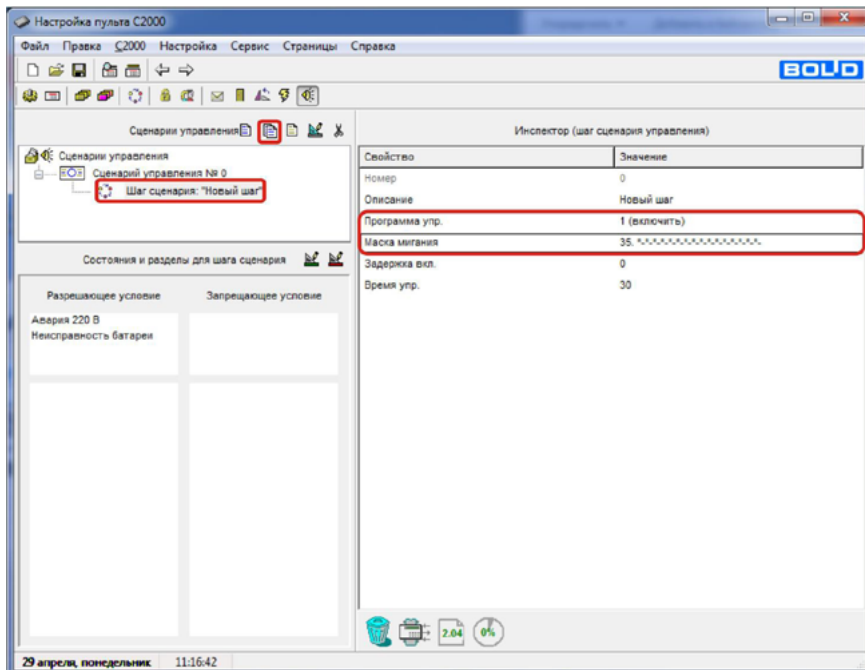 Настройка пульта С2000
Файл Правка С2000 Настройка Сервис Страницы Справка
BOLID
Сценарии управления
Сценарии управления
Сценарий управления № 0
Шаг сценария: "Новый шаг"
Состояния и разделы для шага сценария
Разрешающее условие Запрещающее условие
Авария 220 В
Неисправность батареи
Инспектор (шаг сценария управления)
Свойство Значение
Номер 0
Описание Новый шаг
Программа упр. 1 (включить)
Маска мигания 35. *-*-*-*-*-*-*-*-*-*-*-*-*-*-*-*-
Задержка вкл. 0
Время упр. 30
2.04 0%
29 апреля, понедельник 11:16:42